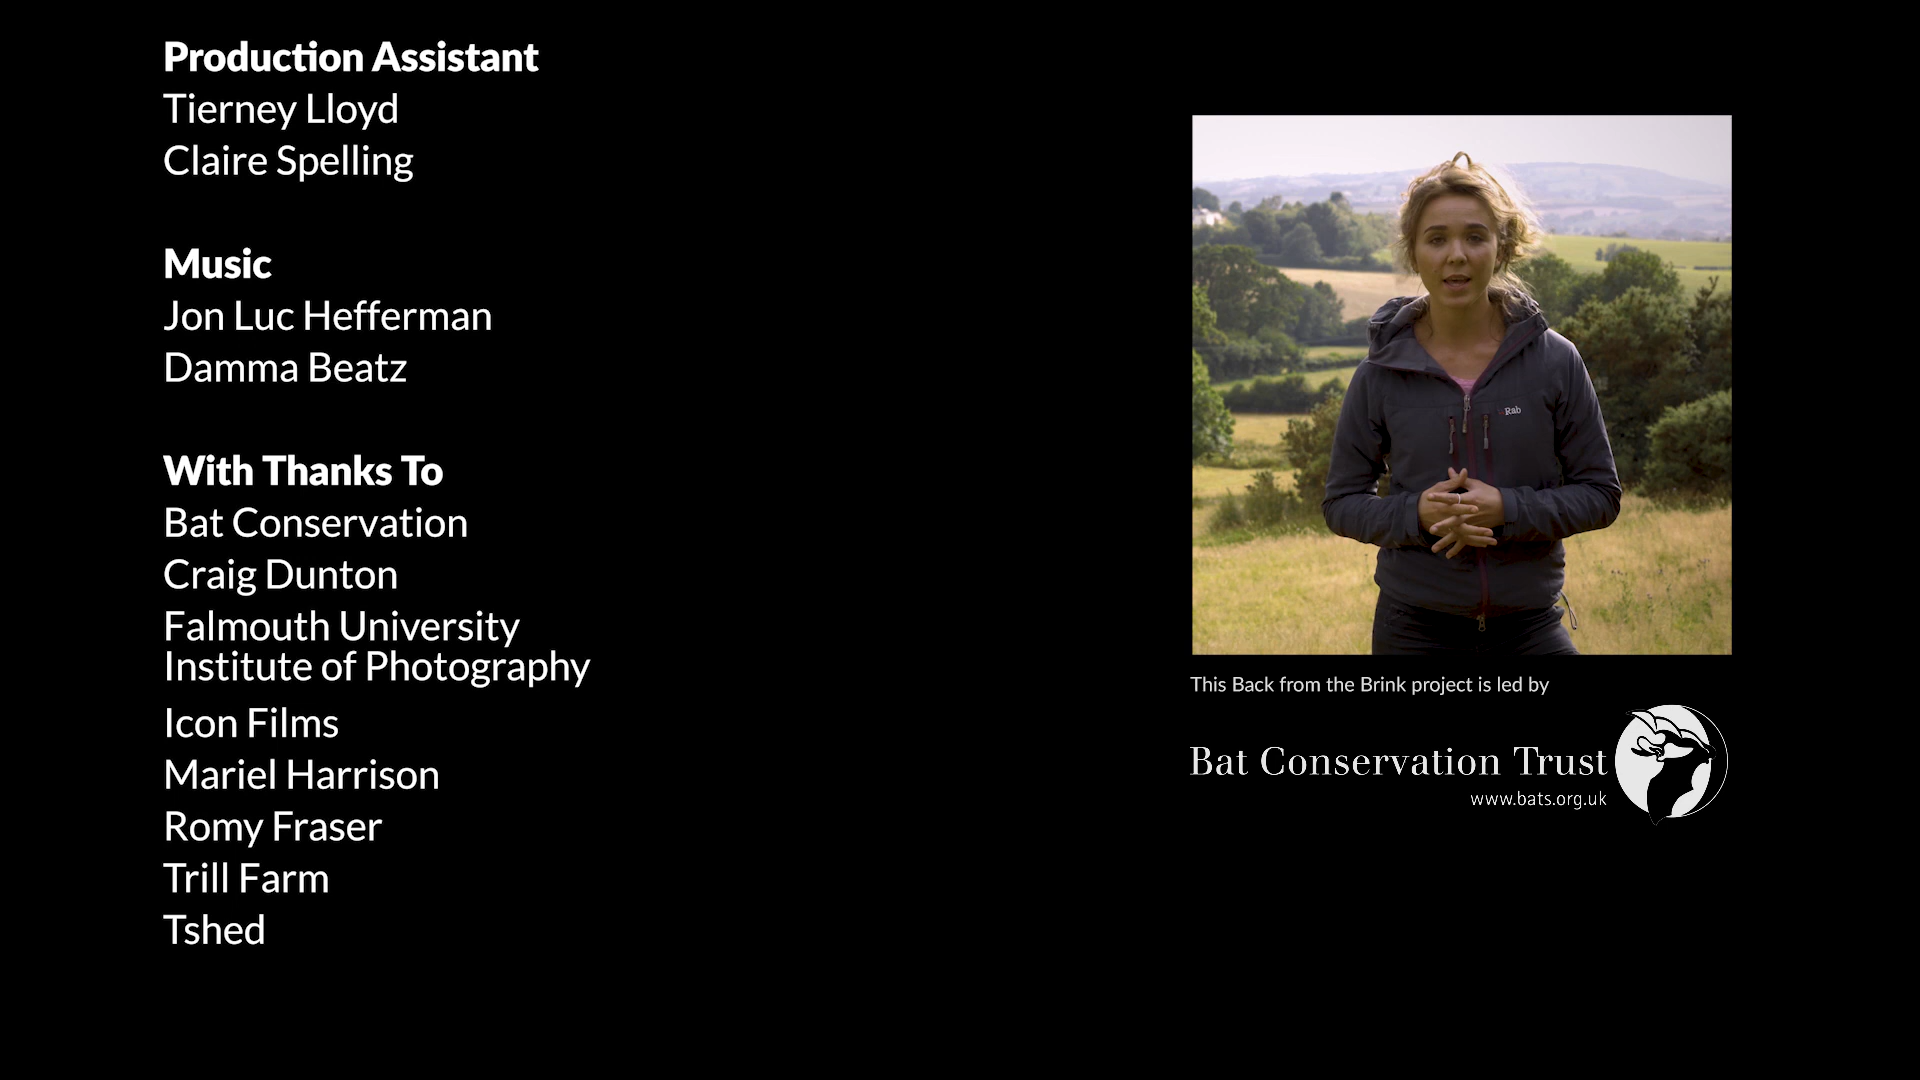 Production Assistant
Tierney Lloyd
Claire Spelling
Music
Jon Luc Hefferman
Damma Beatz
With Thanks To
Bat Conservation
Craig Dunton
Falmouth University
Institute of Photography
Icon Films
Mariel Harrison
Romy Fraser
Trill Farm
Tshed
Rab
This Back from the Brink project is led by
Bat Conservation Trust
www.bats.org.uk